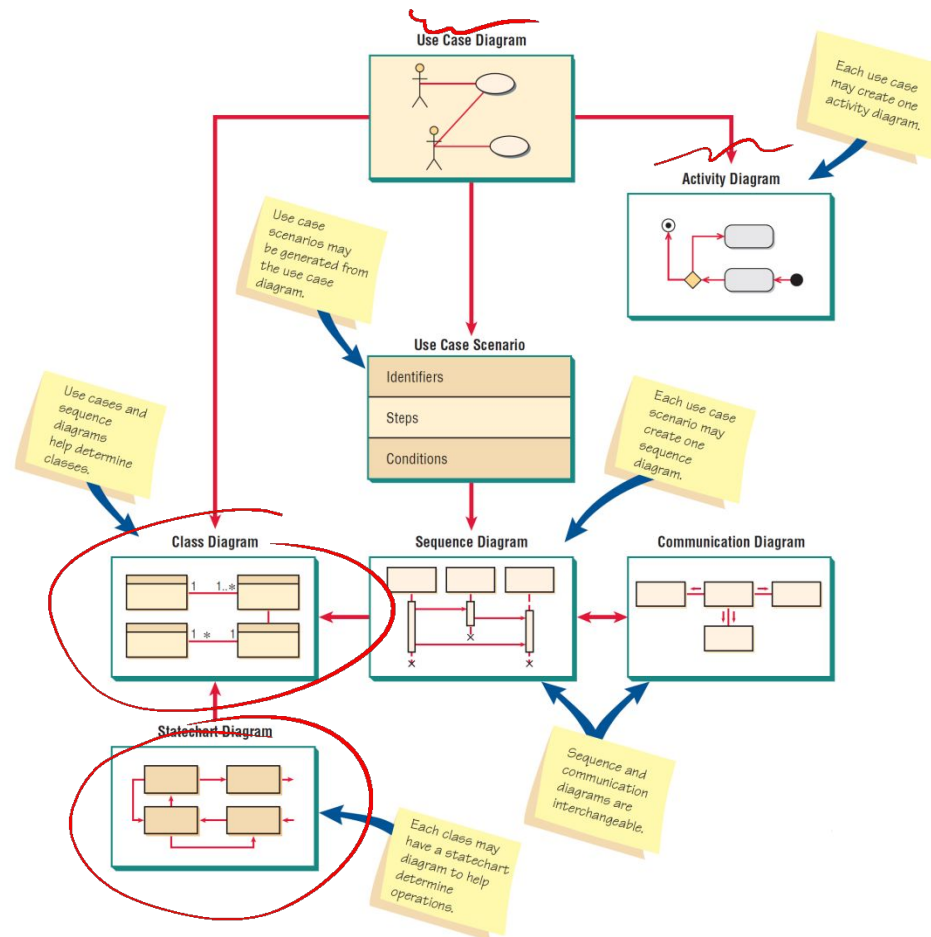 Use Case Diagram
Each use case
may create one
activity diagram.
Activity Diagram
Use case
scenarios may
be generated from
the use case
diagram.
Use Case Scenario
Identifiers
Steps
Conditions
Use cases and
sequence
diagrams
help determine
classes.
Each use case
scenario may
create one
sequence
diagram.
Class Diagram
1 1..*
1 * 1
Sequence Diagram
Communication Diagram
Statechart Diagram
Sequence and
communication
diagrams are
interchangeable.
Each class may
have a statechart
diagram to help
determine
operations.